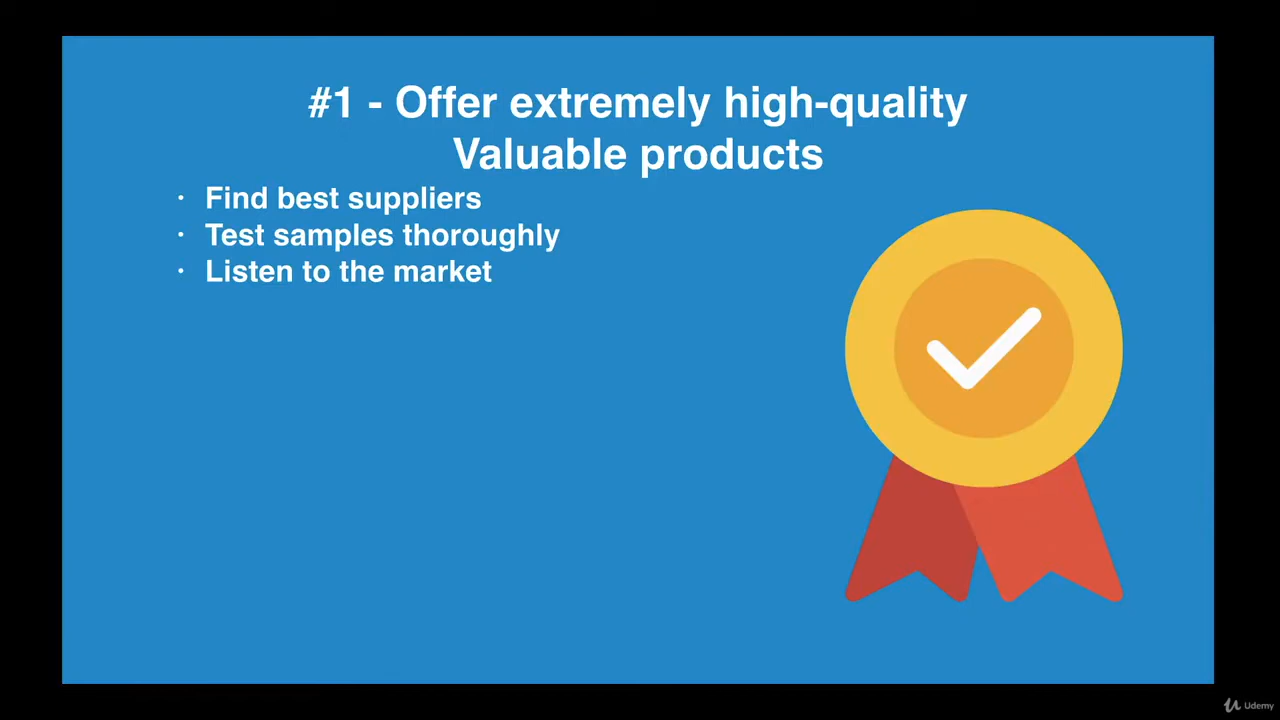 #1 - Offer extremely high-quality
Valuable products
· Find best suppliers
· Test samples thoroughly
· Listen to the market
Udemy